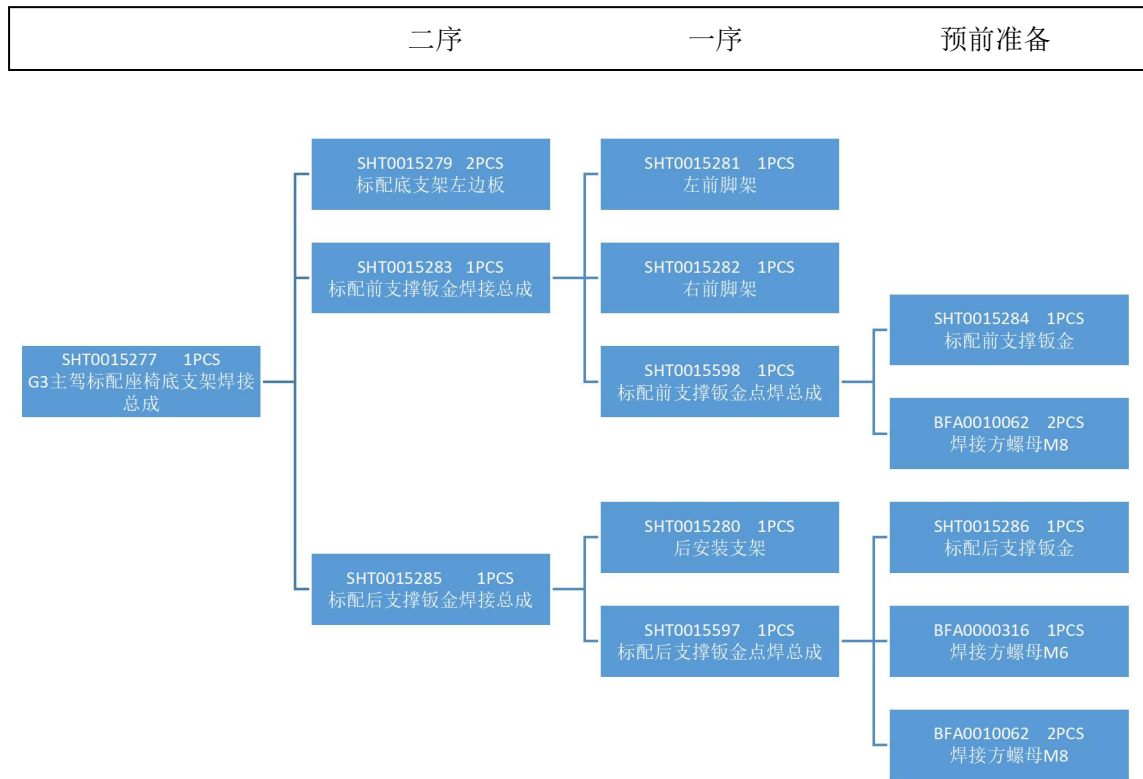 二序 一序 预前准备
SHT0015279 2PCS
标配底支架左边板
SHT0015281 1PCS
左前脚架
SHT0015283 1PCS
标配前支撑钣金焊接总成
SHT0015282 1PCS
右前脚架
SHT0015284 1PCS
标配前支撑钣金
SHT0015277 1PCS
G3主驾标配座椅底支架焊接
总成
SHT0015598 1PCS
标配前支撑钣金点焊总成
BFA0010062 2PCS
焊接方螺母M8
SHT0015280 1PCS
后安装支架
SHT0015286 1PCS
标配后支撑钣金
SHT0015285 1PCS
标配后支撑钣金焊接总成
SHT0015597 1PCS
标配后支撑钣金点焊总成
BFA0000316 1PCS
焊接方螺母M6
BFA0010062 2PCS
焊接方螺母M8